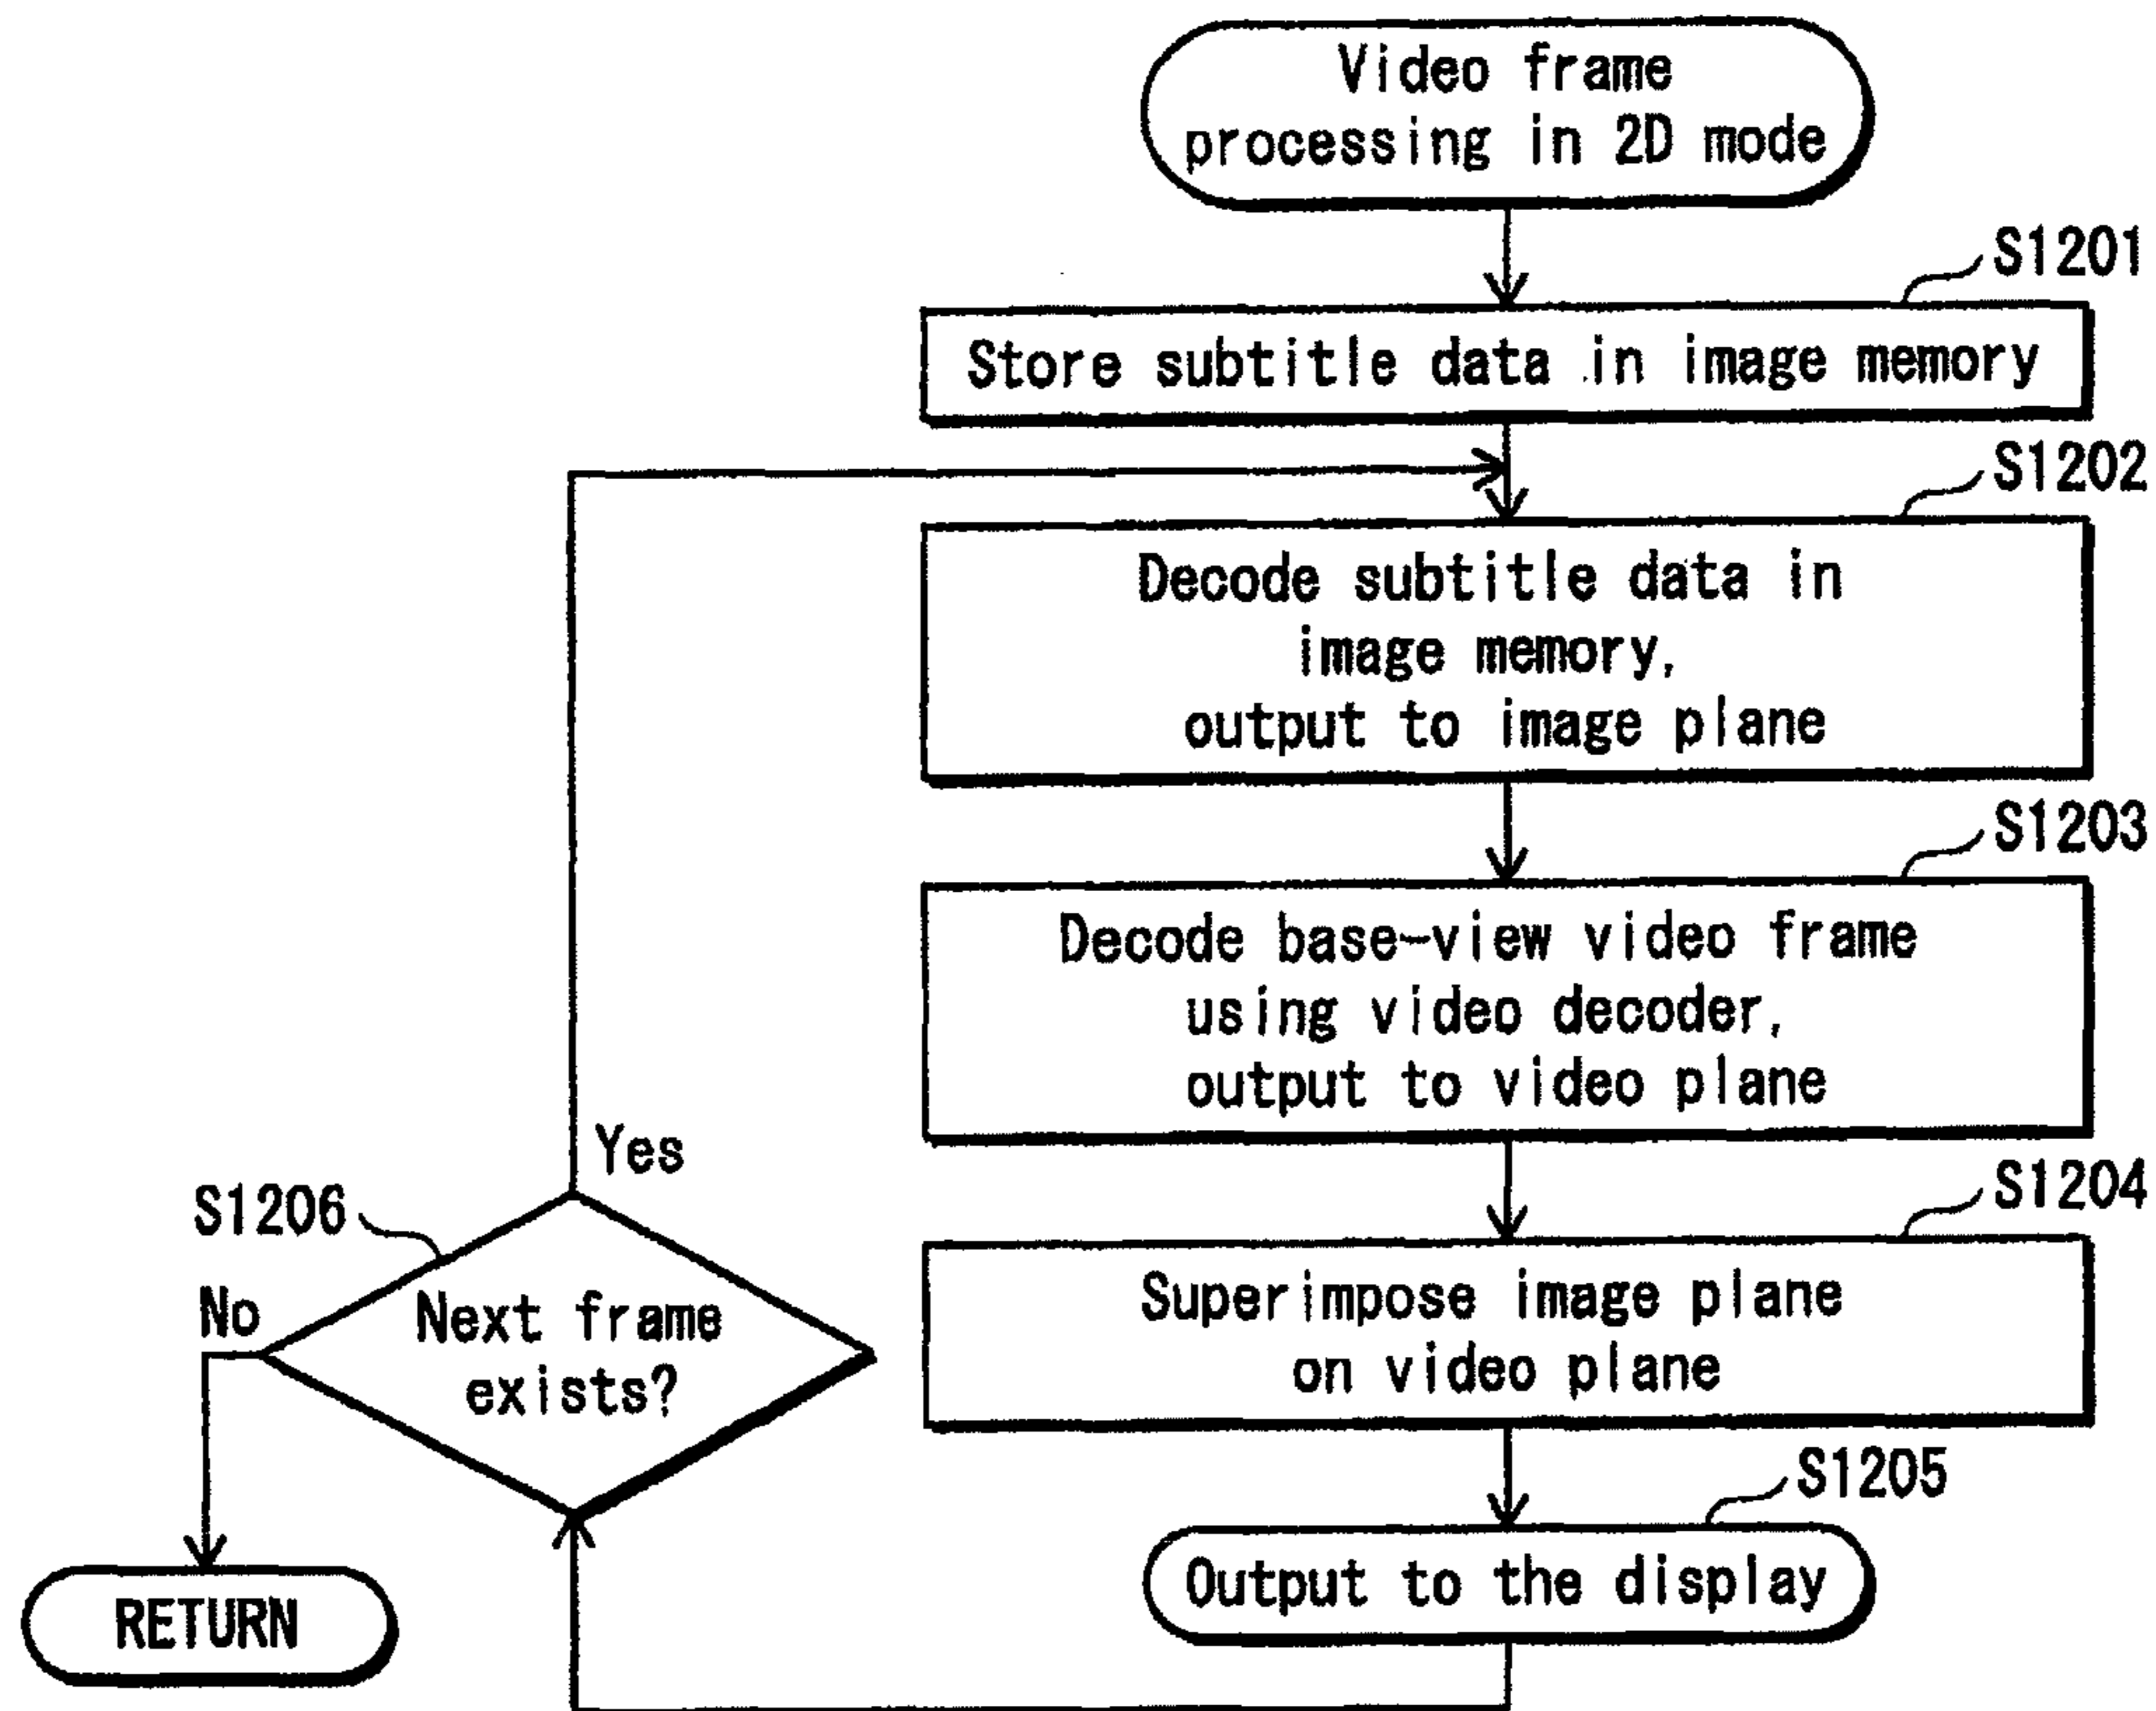 Video frame
processing in 2D mode
S1201
Store subtitle data in image memory
S1202
Decode subtitle data in
image memory,
output to image plane
S1203
Decode base-view video frame
using video decoder,
output to video plane
S1204
Superimpose image plane
on video plane
S1205
Output to the display
S1206
Yes
No
Next frame
exists?
RETURN